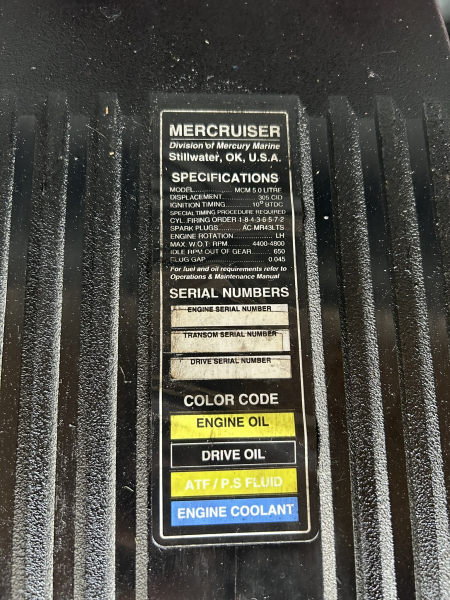 MERCRUISER
Division of Mercury Marine
Stillwater, OK, U.S.A.
SPECIFICATIONS
MODEL.............. MCM 5.0 LITRE
DISPLACEMENT.............. 305 CID
IGNITION TIMING.............. 10° BTDC
SPECIAL TIMING PROCEDURE REQUIRED
CYL. FIRING ORDER 1-8-4-3-6-5-7-2
SPARK PLUGS....... AC MR43LTS
ENGINE ROTATION.............. LH
MAX. W.O.T. RPM....... 4400-4800
IDLE RPM OUT OF GEAR....... 650
PLUG GAP.............. 0.045
For fuel and oil requirements refer to
Operations & Maintenance Manual
SERIAL NUMBERS
ENGINE SERIAL NUMBER
TRANSOM SERIAL NUMBER
DRIVE SERIAL NUMBER
COLOR CODE
ENGINE OIL
DRIVE OIL
ATF / P.S FLUID
ENGINE COOLANT